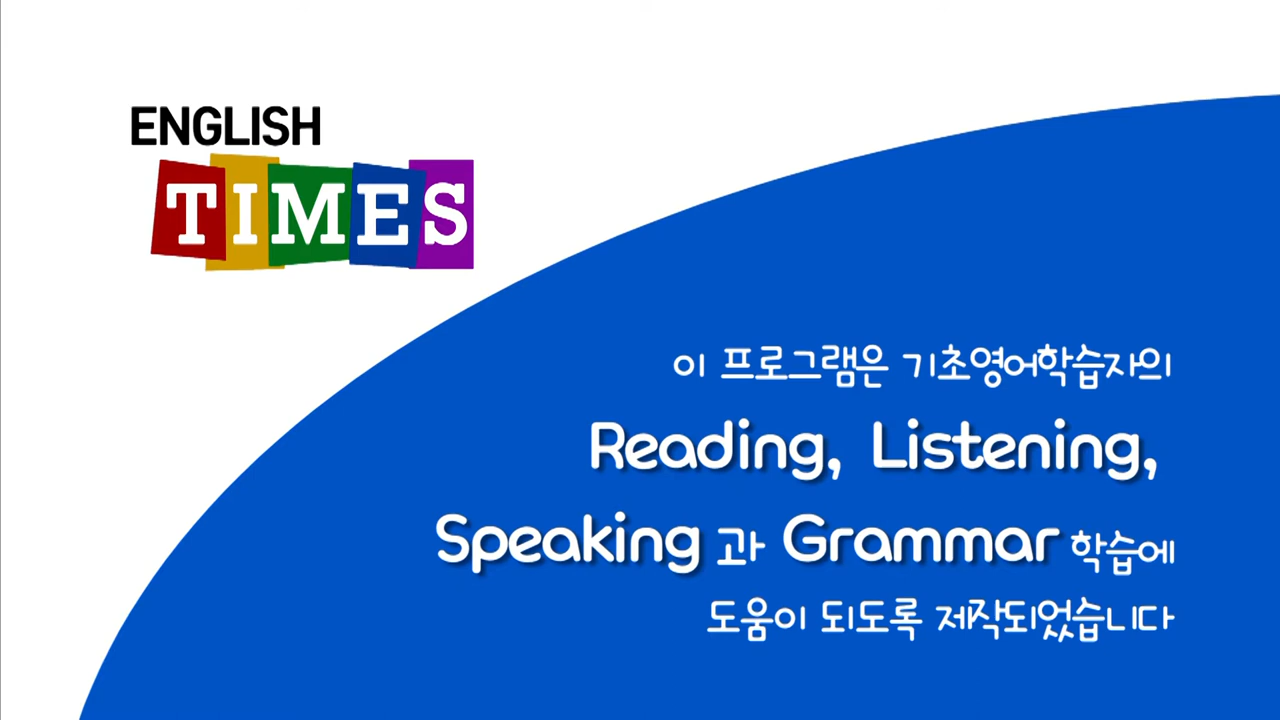 ENGLISH
TIMES
이 프로그램은 기초영어학습자의
Reading, Listening,
Speaking 과 Grammar 학습에
도움이 되도록 제작되었습니다